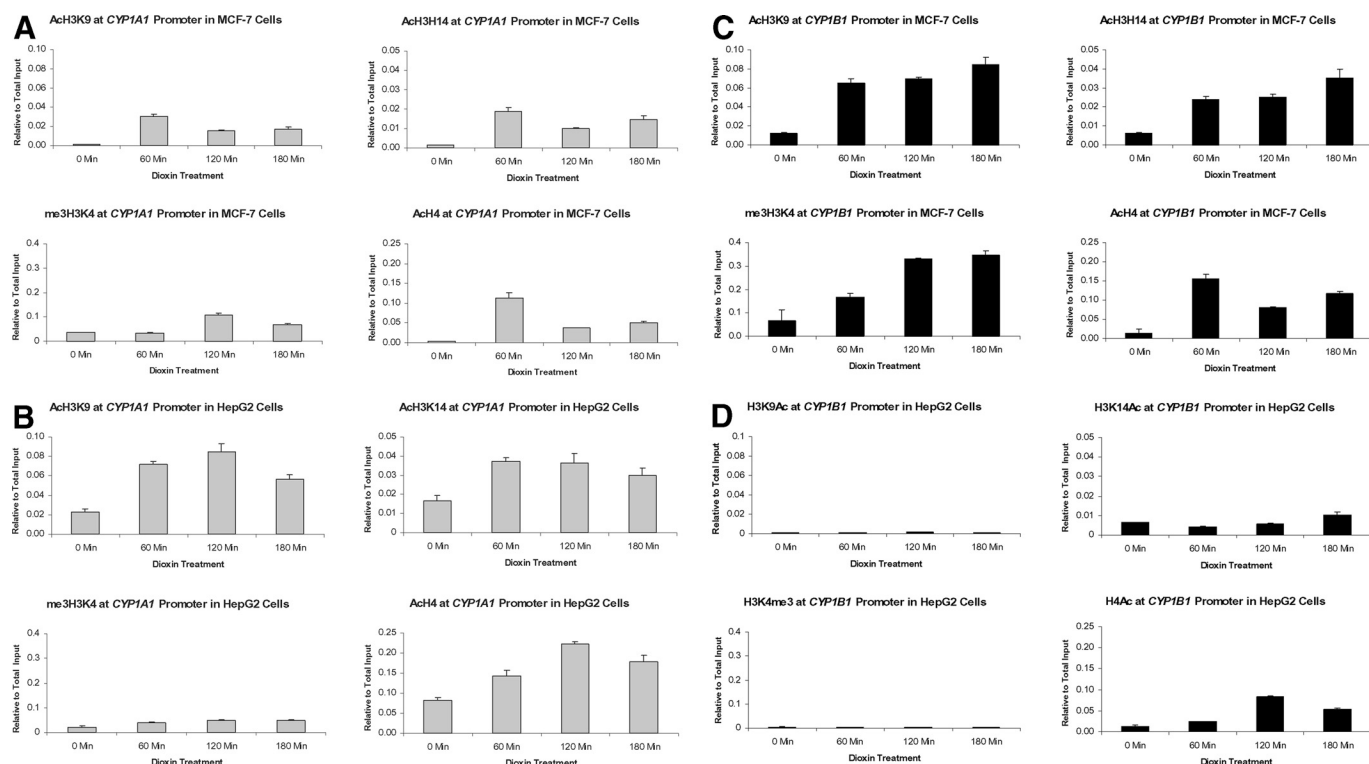 A
AcH3K9 at CYP1A1 Promoter in MCF-7 Cells
Relative to Total Input
0.10
0.08
0.06
0.04
0.02
0.00
0 Min 60 Min 120 Min 180 Min
Dioxin Treatment
AcH3H14 at CYP1A1 Promoter in MCF-7 Cells
Relative to Total Input
0.05
0.04
0.03
0.02
0.01
0.00
0 Min 60 Min 120 Min 180 Min
Dioxin Treatment
me3H3K4 at CYP1A1 Promoter in MCF-7 Cells
Relative to Total Input
0.4
0.3
0.2
0.1
0.0
0 Min 60 Min 120 Min 180 Min
Dioxin Treatment
AcH4 at CYP1A1 Promoter in MCF-7 Cells
Relative to Total Input
0.25
0.20
0.15
0.10
0.05
0.00
0 Min 60 Min 120 Min 180 Min
Dioxin Treatment
B
AcH3K9 at CYP1A1 Promoter in HepG2 Cells
Relative to Total Input
0.10
0.08
0.06
0.04
0.02
0.00
0 Min 60 Min 120 Min 180 Min
Dioxin Treatment
AcH3K14 at CYP1A1 Promoter in HepG2 Cells
Relative to Total Input
0.05
0.04
0.03
0.02
0.01
0
0 Min 60 Min 120 Min 180 Min
Dioxin Treatment
me3H3K4 at CYP1A1 Promoter in HepG2 Cells
Relative to Total Input
0.4
0.3
0.2
0.1
0
0 Min 60 Min 120 Min 180 Min
Dioxin Treatment
AcH4 at CYP1A1 Promoter in HepG2 Cells
Relative to Total Input
0.25
0.20
0.15
0.10
0.05
0.00
0 Min 60 Min 120 Min 180 Min
Dioxin Treatment
C
AcH3K9 at CYP1B1 Promoter in MCF-7 Cells
Relative to Total Input
0.10
0.08
0.06
0.04
0.02
0.00
0 Min 60 Min 120 Min 180 Min
Dioxin Treatment
AcH3H14 at CYP1B1 Promoter in MCF-7 Cells
Relative to Total Input
0.05
0.04
0.03
0.02
0.01
0.00
0 Min 60 Min 120 Min 180 Min
Dioxin Treatment
me3H3K4 at CYP1B1 Promoter in MCF-7 Cells
Relative to Total Input
0.4
0.3
0.2
0.1
0.0
0 Min 60 Min 120 Min 180 Min
Dioxin Treatment
AcH4 at CYP1B1 Promoter in MCF-7 Cells
Relative to Total Input
0.25
0.20
0.15
0.10
0.05
0.00
0 Min 60 Min 120 Min 180 Min
Dioxin Treatment
D
H3K9Ac at CYP1B1 Promoter in HepG2 Cells
Relative to Total Input
0.1
0.08
0.06
0.04
0.02
0
0 Min 60 Min 120 Min 180 Min
Dioxin Treatment
H3K14Ac at CYP1B1 Promoter in HepG2 Cells
Relative to Total Input
0.05
0.04
0.03
0.02
0.01
0.00
0 Min 60 Min 120 Min 180 Min
Dioxin Treatment
H3K4me3 at CYP1B1 Promoter in HepG2 Cells
Relative to Total Input
0.4
0.3
0.2
0.1
0
0 Min 60 Min 120 Min 180 Min
Dioxin Treatment
H4Ac at CYP1B1 Promoter in HepG2 Cells
Relative to Total Input
0.25
0.20
0.15
0.10
0.05
0.00
0 Min 60 Min 120 Min 180 Min
Dioxin Treatment